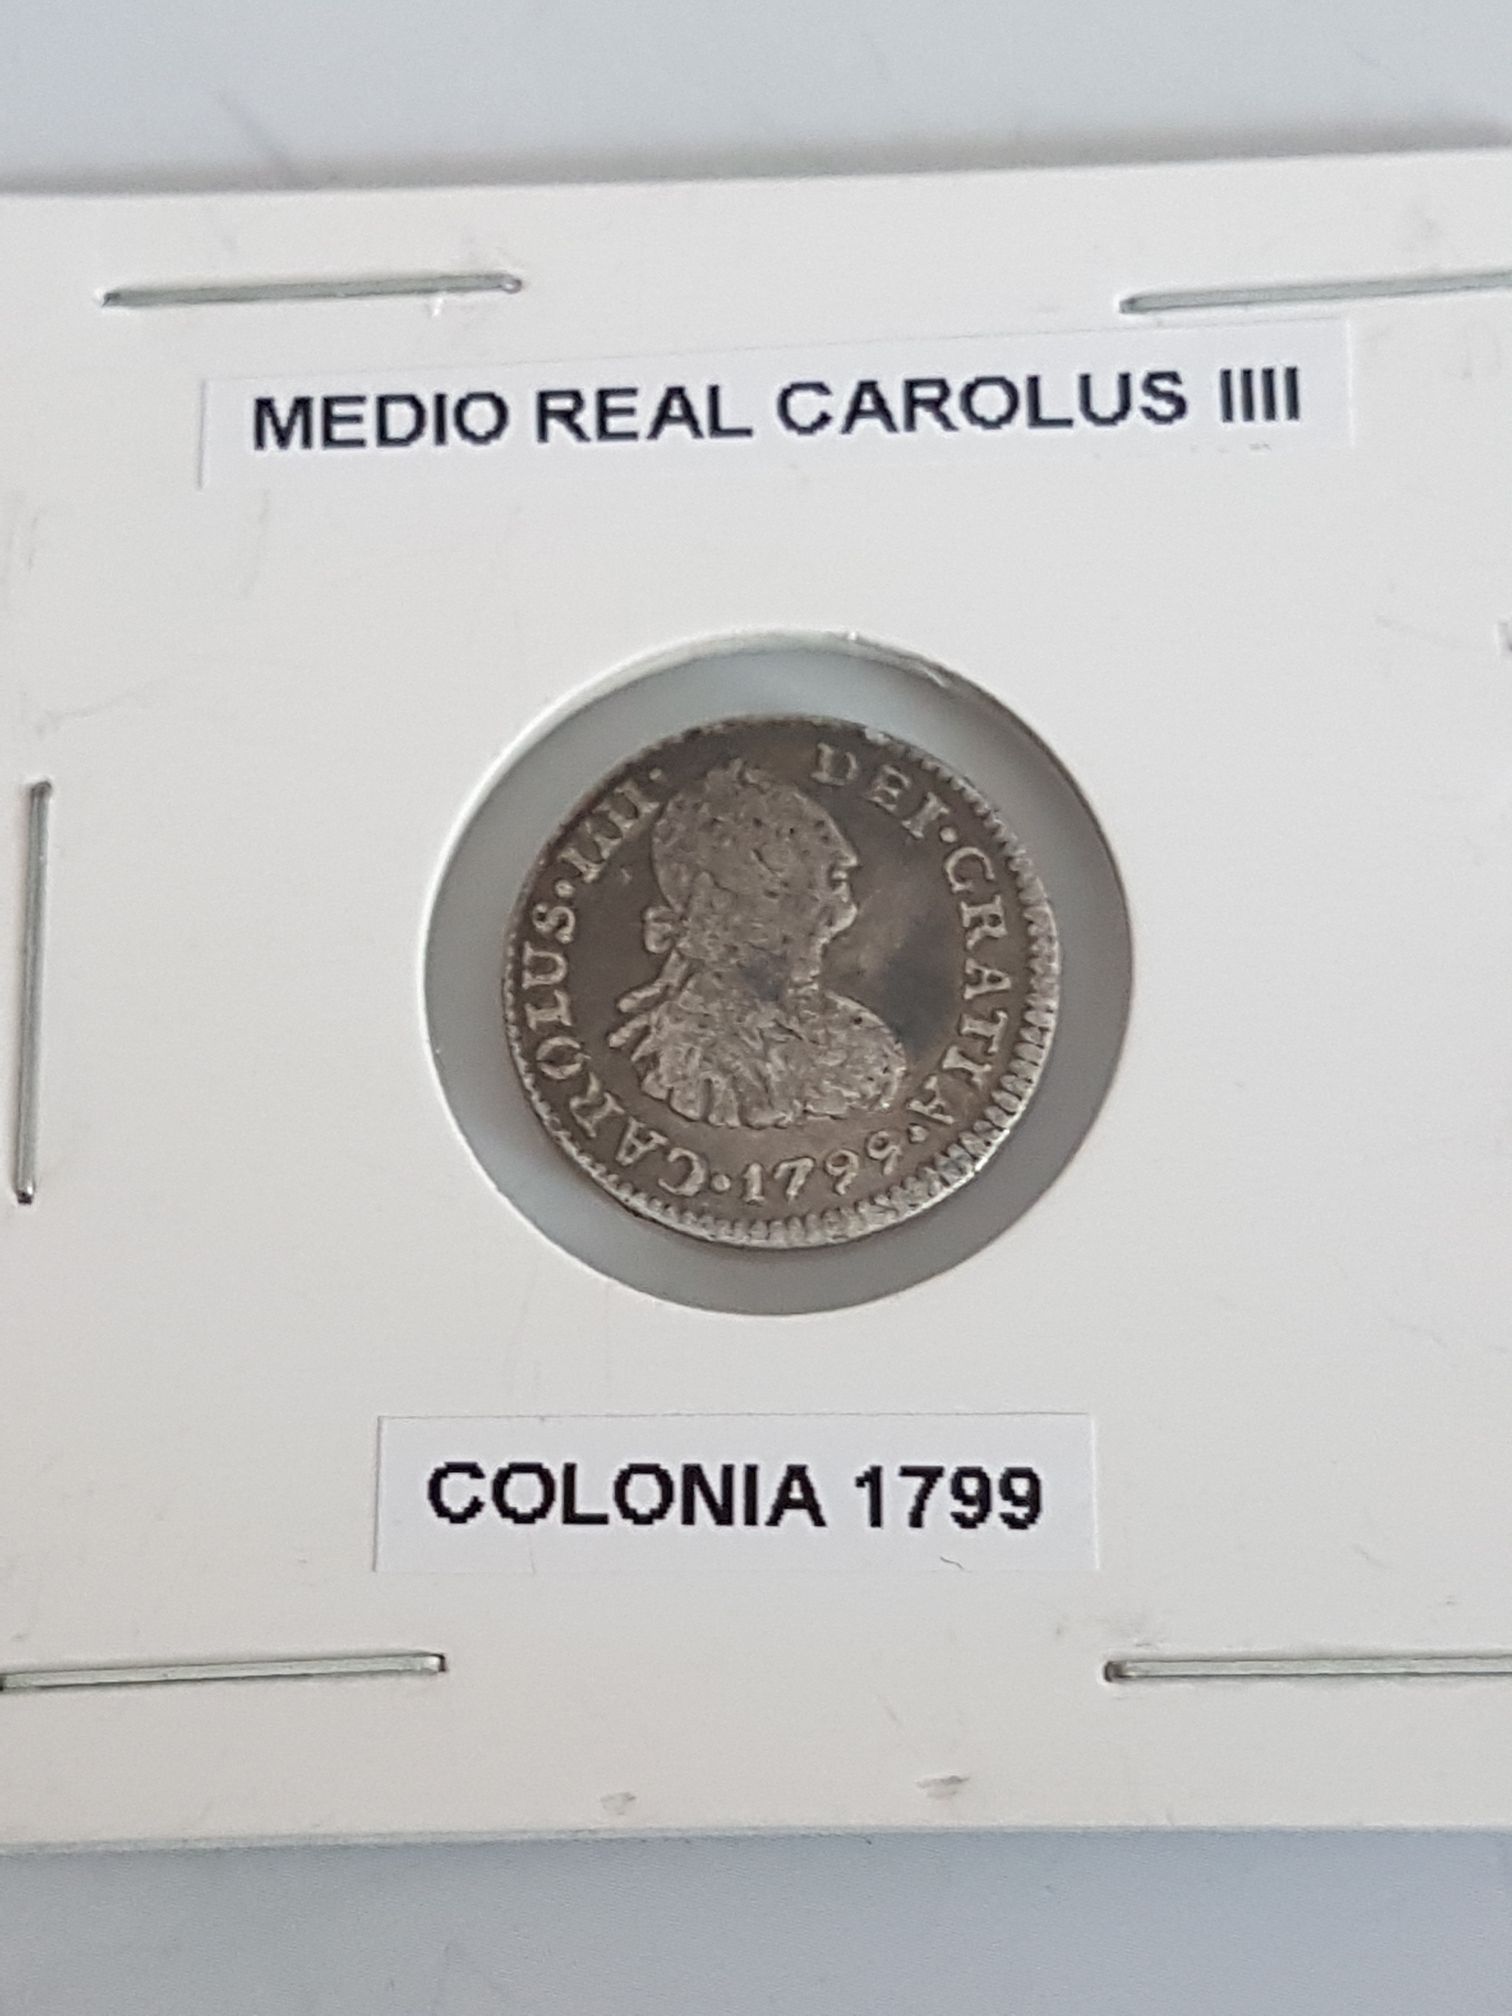 MEDIO REAL CAROLUS IIII
CAROLUS·IIII· DEI·GRATIA·
·1799·
COLONIA 1799